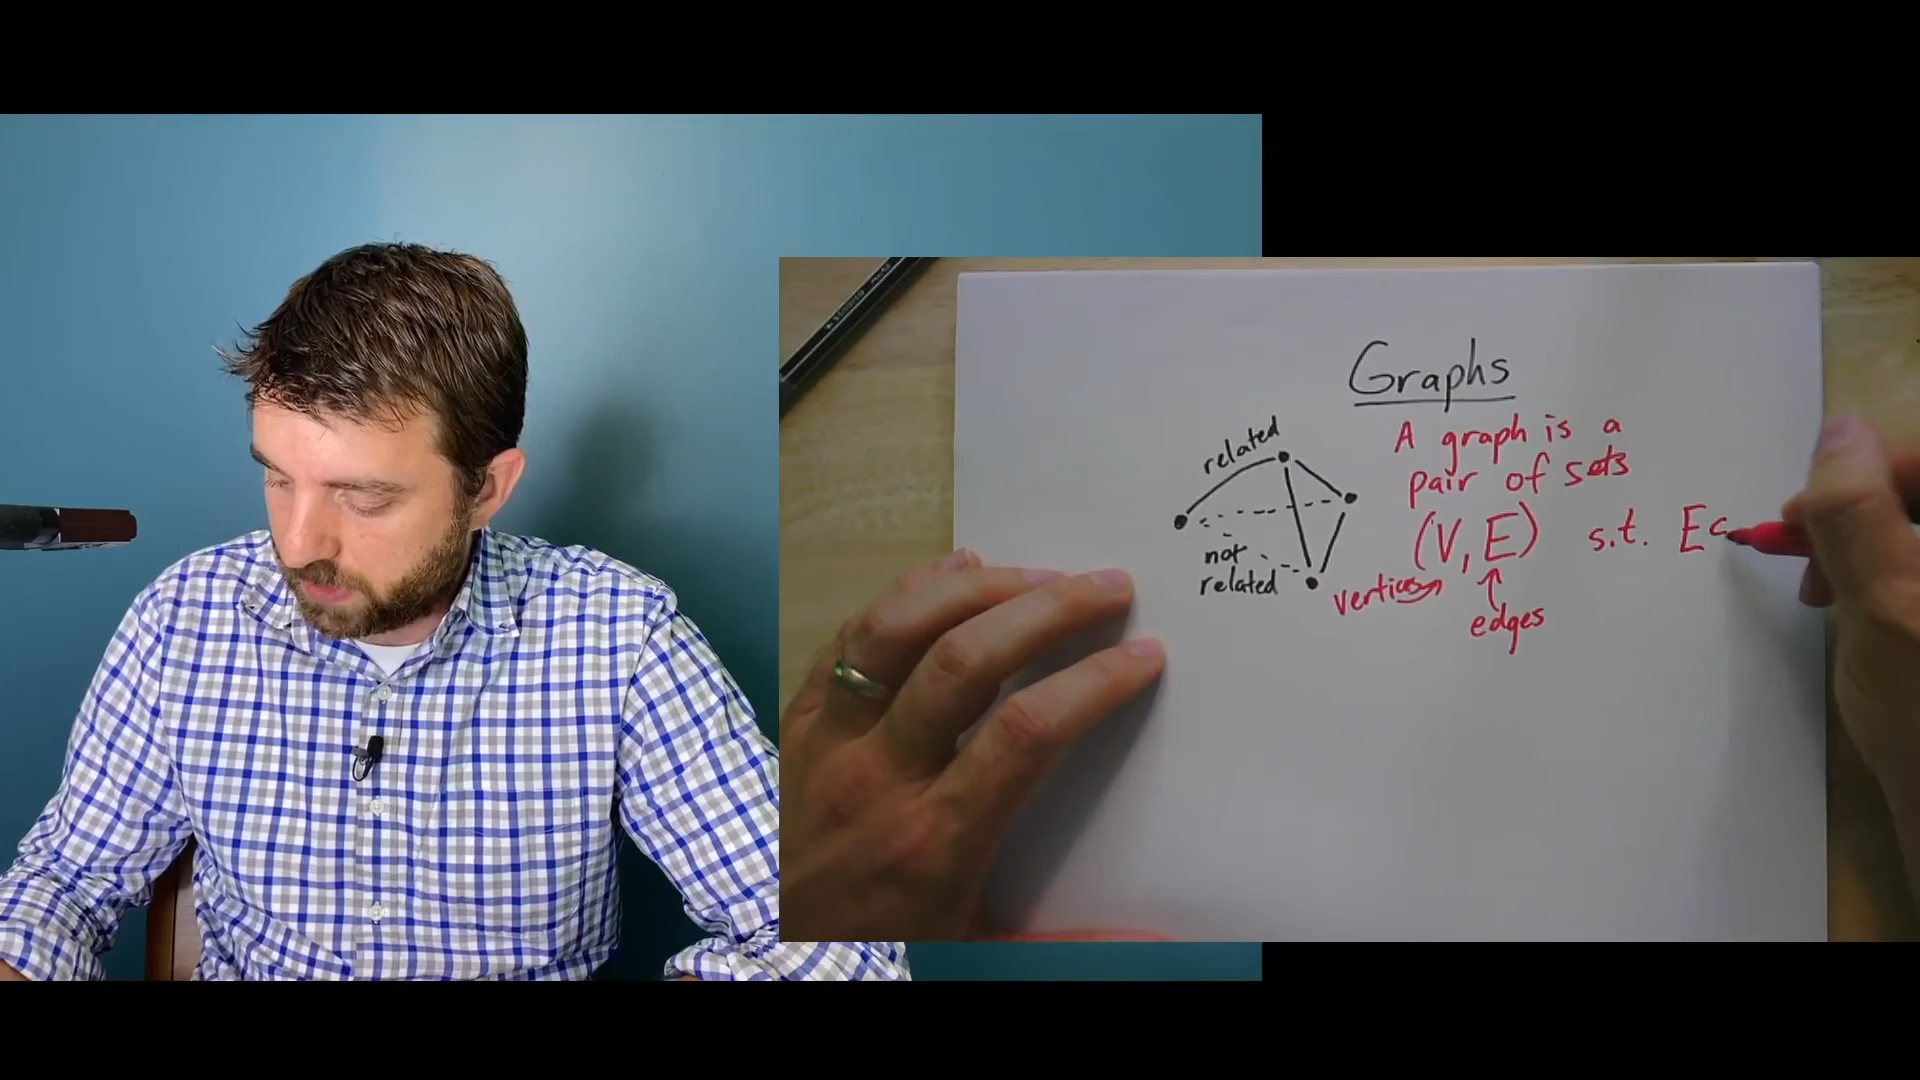 Graphs
related
not
related
A graph is a
pair of sets
(V, E) s.t. E⊂
vertices
edges